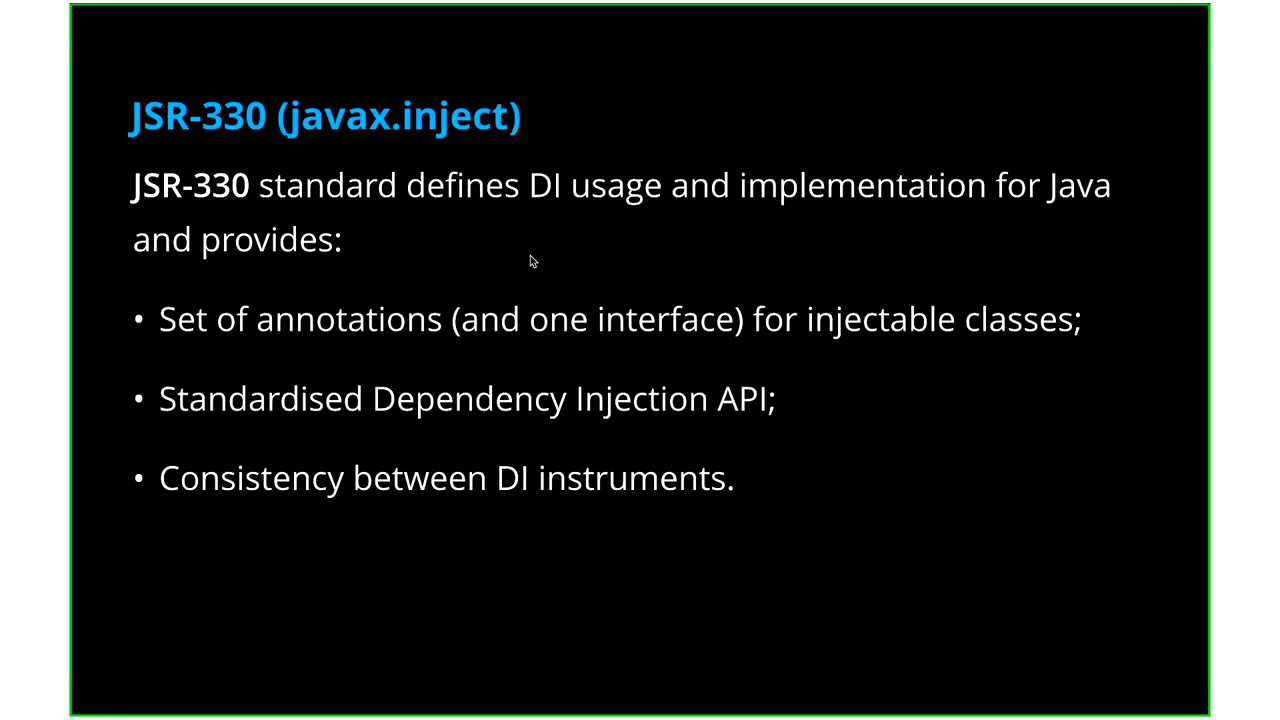 JSR-330 (javax.inject)
JSR-330 standard defines DI usage and implementation for Java
and provides:
• Set of annotations (and one interface) for injectable classes;
• Standardised Dependency Injection API;
• Consistency between DI instruments.